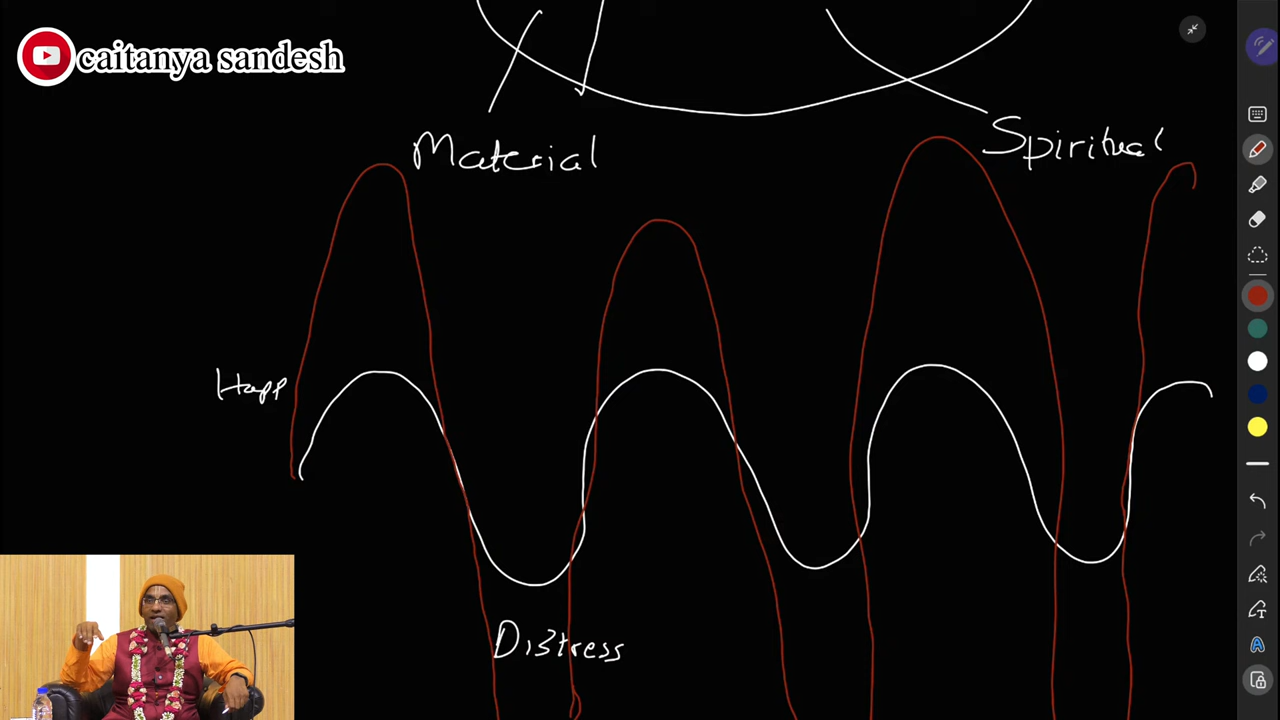 caitanya sandesh
Material
Spiritual
Happ
Distress